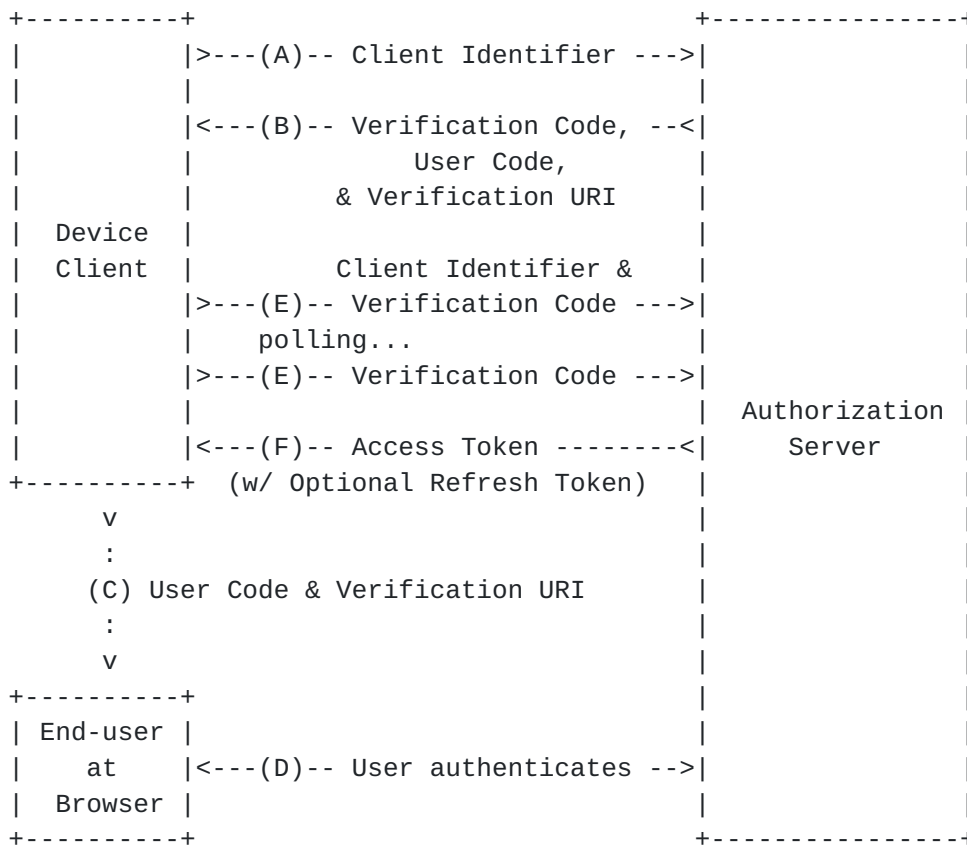 +----------+                                +----------------+
|          |>---(A)-- Client Identifier --->|                |
|          |                                |                |
|          |<---(B)-- Verification Code, --<|                |
|          |              User Code,        |                |
|          |         & Verification URI     |                |
|  Device  |                                |                |
|  Client  |         Client Identifier &    |                |
|          |>---(E)-- Verification Code --->|                |
|          |    polling...                  |                |
|          |>---(E)-- Verification Code --->|                |
|          |                                |  Authorization |
|          |<---(F)-- Access Token --------<|     Server     |
+----------+  (w/ Optional Refresh Token)   |                |
      v                                     |                |
      :                                     |                |
     (C) User Code & Verification URI       |                |
      :                                     |                |
      v                                     |                |
+----------+                                |                |
| End-user |                                |                |
|    at    |<---(D)-- User authenticates -->|                |
|  Browser |                                |                |
+----------+                                +----------------+